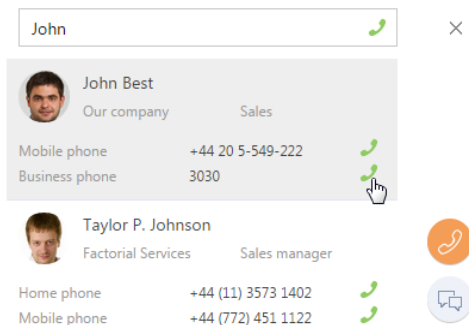 John
John Best
Our company Sales
Mobile phone +44 20 5-549-222
Business phone 3030
Taylor P. Johnson
Factorial Services Sales manager
Home phone +44 (11) 3573 1402
Mobile phone +44 (772) 451 1122